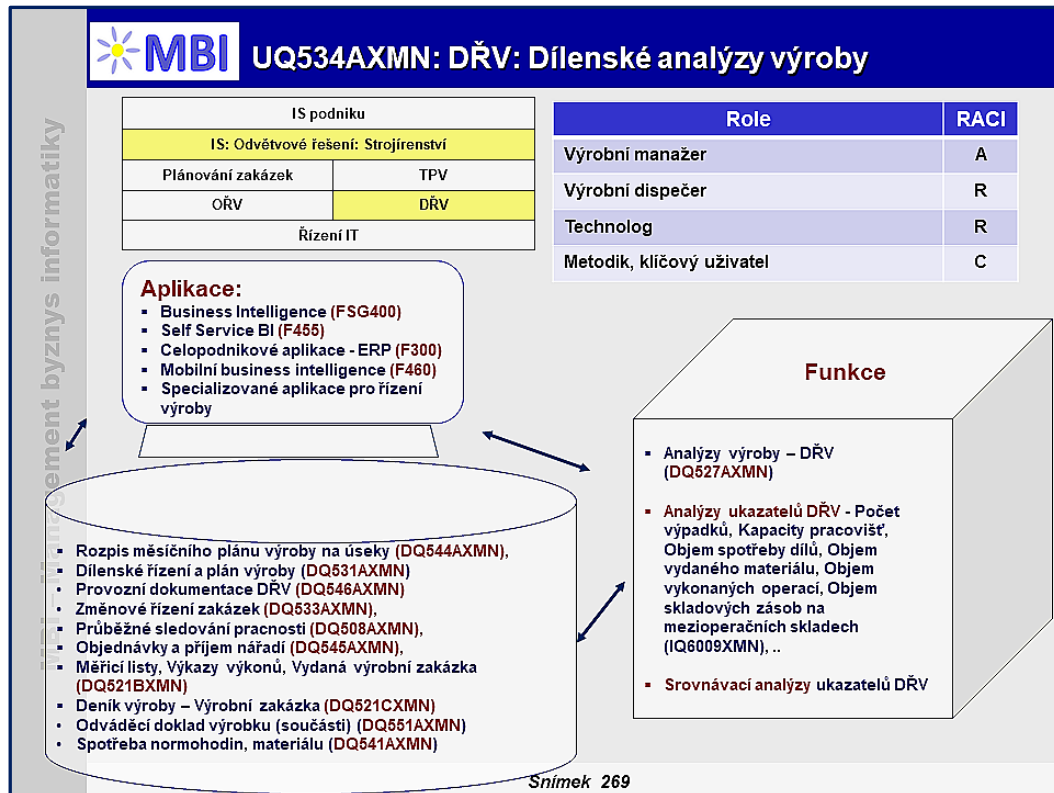 MBI
UQ534AXMN: DŘV: Dílenské analýzy výroby
MBI – Management byznys informatiky
IS podniku
IS: Odvětvové řešení: Strojírenství
Plánování zakázek TPV
OŘV DŘV
Řízení IT
Role RACI
Výrobní manažer A
Výrobní dispečer R
Technolog R
Metodik, klíčový uživatel C
Aplikace:
▪ Business Intelligence (FSG400)
▪ Self Service BI (F455)
▪ Celopodnikové aplikace - ERP (F300)
▪ Mobilní business intelligence (F460)
▪ Specializované aplikace pro řízení
výroby
Funkce
▪ Analýzy výroby – DŘV
(DQ527AXMN)
▪ Analýzy ukazatelů DŘV - Počet
výpadků, Kapacity pracovišť,
Objem spotřeby dílů, Objem
vydaného materiálu, Objem
vykonaných operací, Objem
skladových zásob na
mezioperačních skladech
(IQ6009XMN), ..
▪ Srovnávací analýzy ukazatelů DŘV
▪ Rozpis měsíčního plánu výroby na úseky (DQ544AXMN),
▪ Dílenské řízení a plán výroby (DQ531AXMN)
• Provozní dokumentace DŘV (DQ546AXMN)
• Změnové řízení zakázek (DQ533AXMN),
▪ Průběžné sledování pracnosti (DQ508AXMN),
▪ Objednávky a příjem nářadí (DQ545AXMN),
▪ Měřicí listy, Výkazy výkonů, Vydaná výrobní zakázka
(DQ521BXMN)
▪ Deník výroby – Výrobní zakázka (DQ521CXMN)
• Odváděcí doklad výrobku (součásti) (DQ551AXMN)
• Spotřeba normohodin, materiálu (DQ541AXMN)
Snímek 269